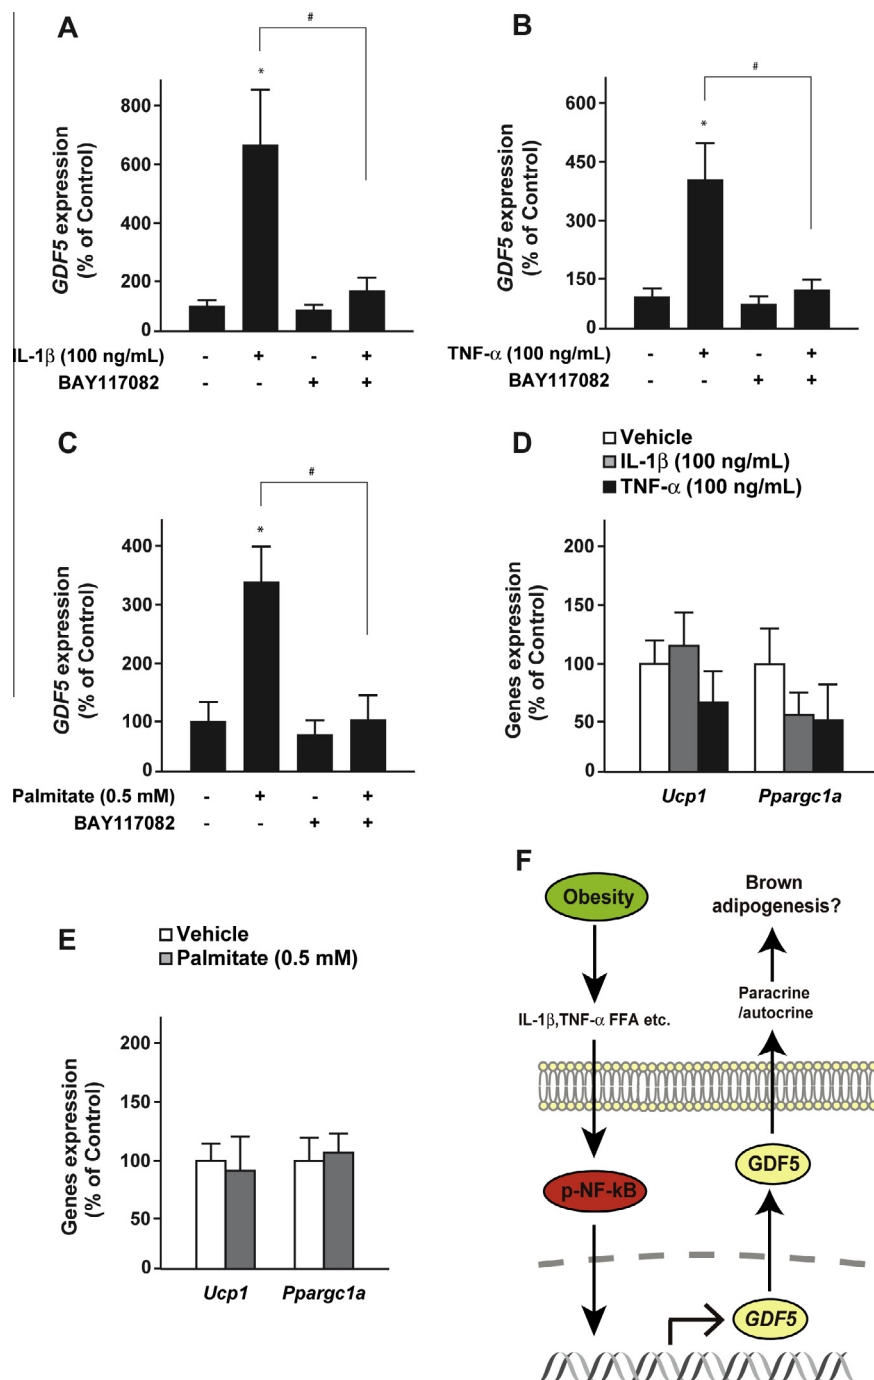 A
#
*
800
600
400
200
0
GDF5 expression
(% of Control)
IL-1β (100 ng/mL) - + - +
BAY117082 - - + +
B
#
*
600
450
300
150
0
GDF5 expression
(% of Control)
TNF-α (100 ng/mL) - + - +
BAY117082 - - + +
C
#
*
400
300
200
100
0
GDF5 expression
(% of Control)
Palmitate (0.5 mM) - + - +
BAY117082 - - + +
D
Vehicle
IL-1β (100 ng/mL)
TNF-α (100 ng/mL)
200
150
100
50
0
Genes expression
(% of Control)
Ucp1 Ppargc1a
E
Vehicle
Palmitate (0.5 mM)
200
150
100
50
0
Genes expression
(% of Control)
Ucp1 Ppargc1a
F
Obesity
IL-1β,TNF-α FFA etc.
p-NF-kB
Brown
adipogenesis?
Paracrine
/autocrine
GDF5
GDF5